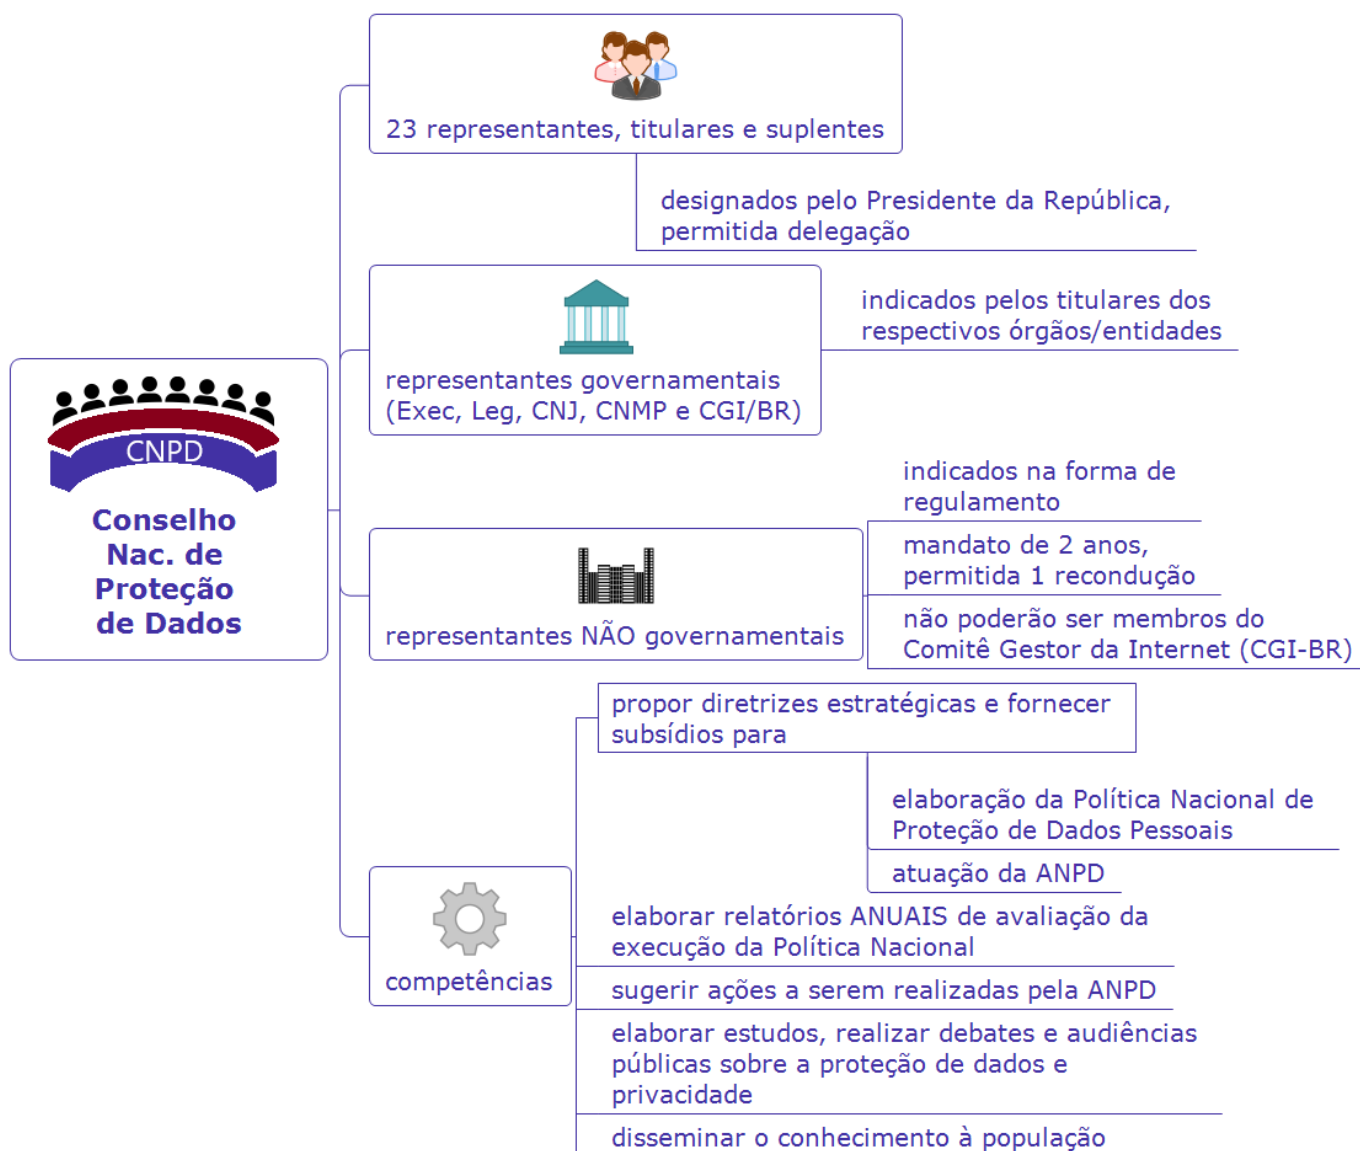 23 representantes, titulares e suplentes
designados pelo Presidente da República,
permitida delegação
representantes governamentais
(Exec, Leg, CNJ, CNMP e CGI/BR)
indicados pelos titulares dos
respectivos órgãos/entidades
CNPD
Conselho
Nac. de
Proteção
de Dados
representantes NÃO governamentais
indicados na forma de
regulamento
mandato de 2 anos,
permitida 1 recondução
não poderão ser membros do
Comitê Gestor da Internet (CGI-BR)
competências
propor diretrizes estratégicas e fornecer
subsídios para
elaboração da Política Nacional de
Proteção de Dados Pessoais
atuação da ANPD
elaborar relatórios ANUAIS de avaliação da
execução da Política Nacional
sugerir ações a serem realizadas pela ANPD
elaborar estudos, realizar debates e audiências
públicas sobre a proteção de dados e
privacidade
disseminar o conhecimento à população